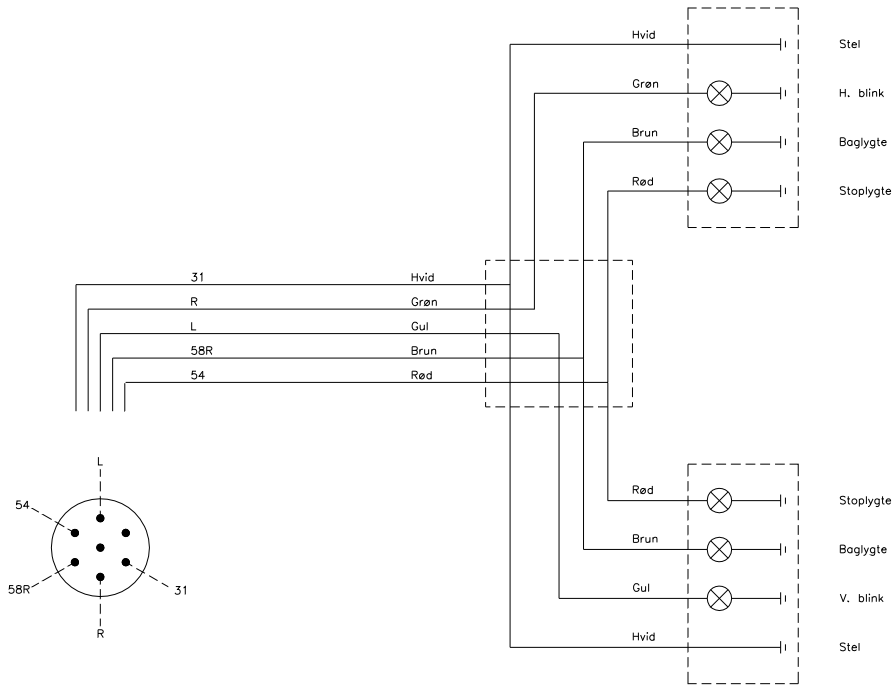 Hvid Stel
Grøn H. blink
Brun Baglygte
Rød Stoplygte
31 Hvid
R Grøn
L Gul
58R Brun
54 Rød
L
54
58R
31
R
Rød Stoplygte
Brun Baglygte
Gul V. blink
Hvid Stel